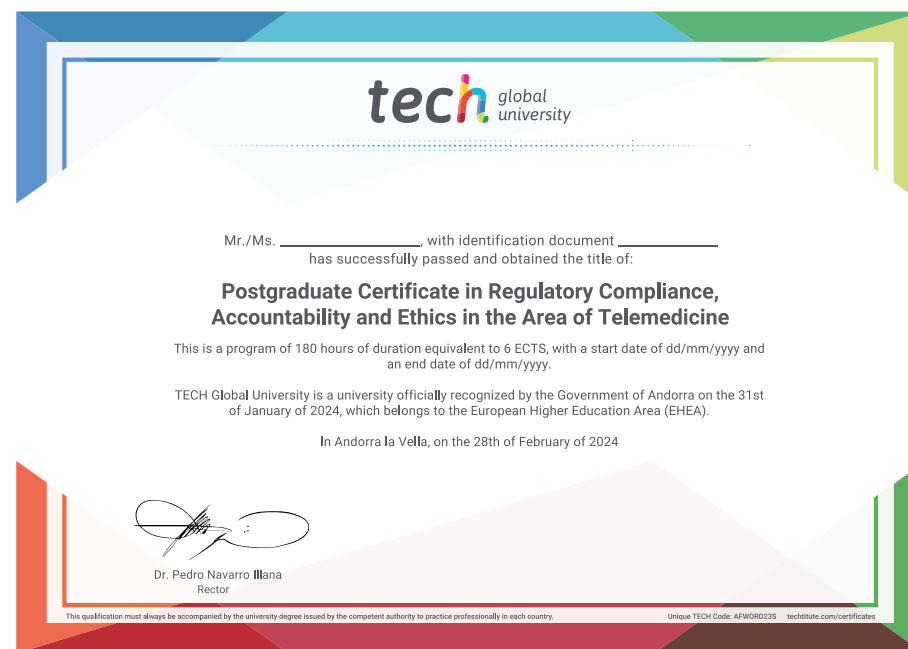 tech global university
Mr./Ms. ____________, with identification document ____________
has successfully passed and obtained the title of:
Postgraduate Certificate in Regulatory Compliance,
Accountability and Ethics in the Area of Telemedicine
This is a program of 180 hours of duration equivalent to 6 ECTS, with a start date of dd/mm/yyyy and
an end date of dd/mm/yyyy.
TECH Global University is a university officially recognized by the Government of Andorra on the 31st
of January of 2024, which belongs to the European Higher Education Area (EHEA).
In Andorra la Vella, on the 28th of February of 2024
Dr. Pedro Navarro Illana
Rector
This qualification must always be accompanied by the university degree issued by the competent authority to practice professionally in each country.
Unique TECH Code: AFWORD23S techtitute.com/certificates